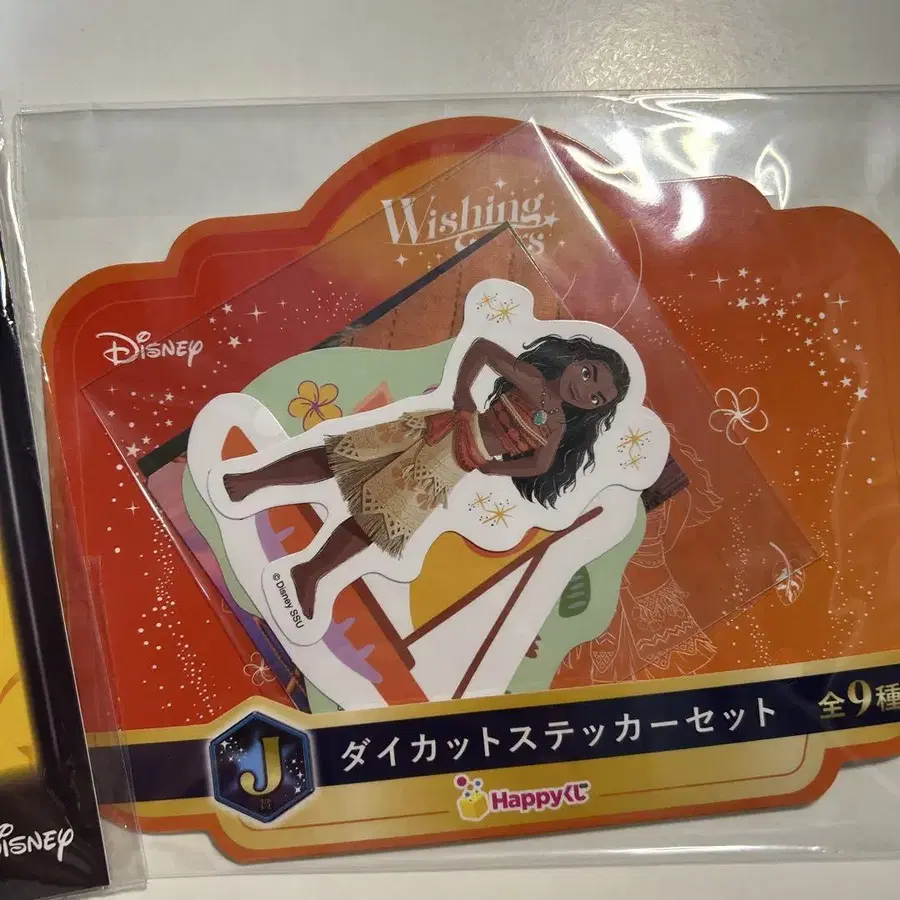 Wishing
Disney
© Disney SSU
J
ダイカットステッカーセット 全9種
Happyくじ
Disney